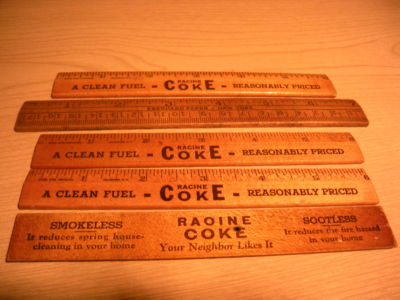 A CLEAN FUEL - RACINE COKE - REASONABLY PRICED
A CLEAN FUEL - RACINE COKE - REASONABLY PRICED
A CLEAN FUEL - RACINE COKE - REASONABLY PRICED
SMOKELESS
It reduces spring house-
cleaning in your home
RACINE
COKE
Your Neighbor Likes It
SOOTLESS
It reduces the fire hazard
in your home